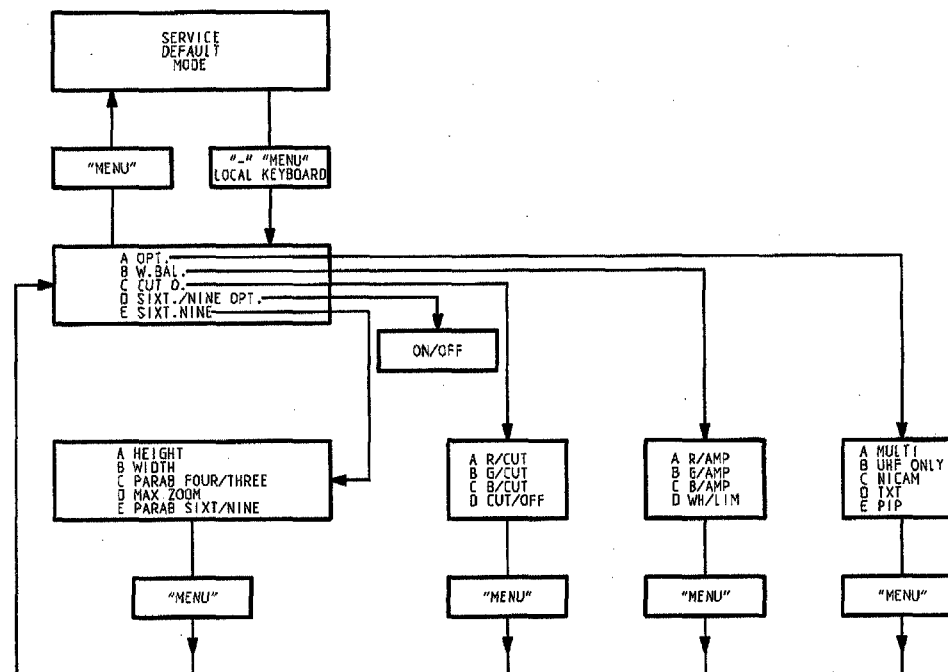 SERVICE
DEFAULT
MODE
"MENU"
"-" "MENU"
LOCAL KEYBOARD
A OPT.
B W.BAL.
C CUT O.
D SIXT./NINE OPT.
E SIXT.NINE
ON/OFF
A HEIGHT
B WIDTH
C PARAB FOUR/THREE
D MAX ZOOM
E PARAB SIXT/NINE
A R/CUT
B G/CUT
C B/CUT
D CUT/OFF
A R/AMP
B G/AMP
C B/AMP
D WH/LIM
A MULTI
B UHF ONLY
C NICAM
D TXT
E PIP
"MENU"
"MENU"
"MENU"
"MENU"